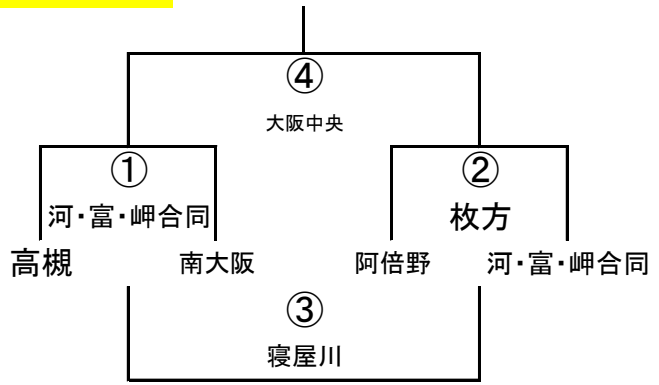 ④
大阪中央
① ②
河・富・岬合同 枚方
高槻 南大阪 阿倍野 河・富・岬合同
③
寝屋川